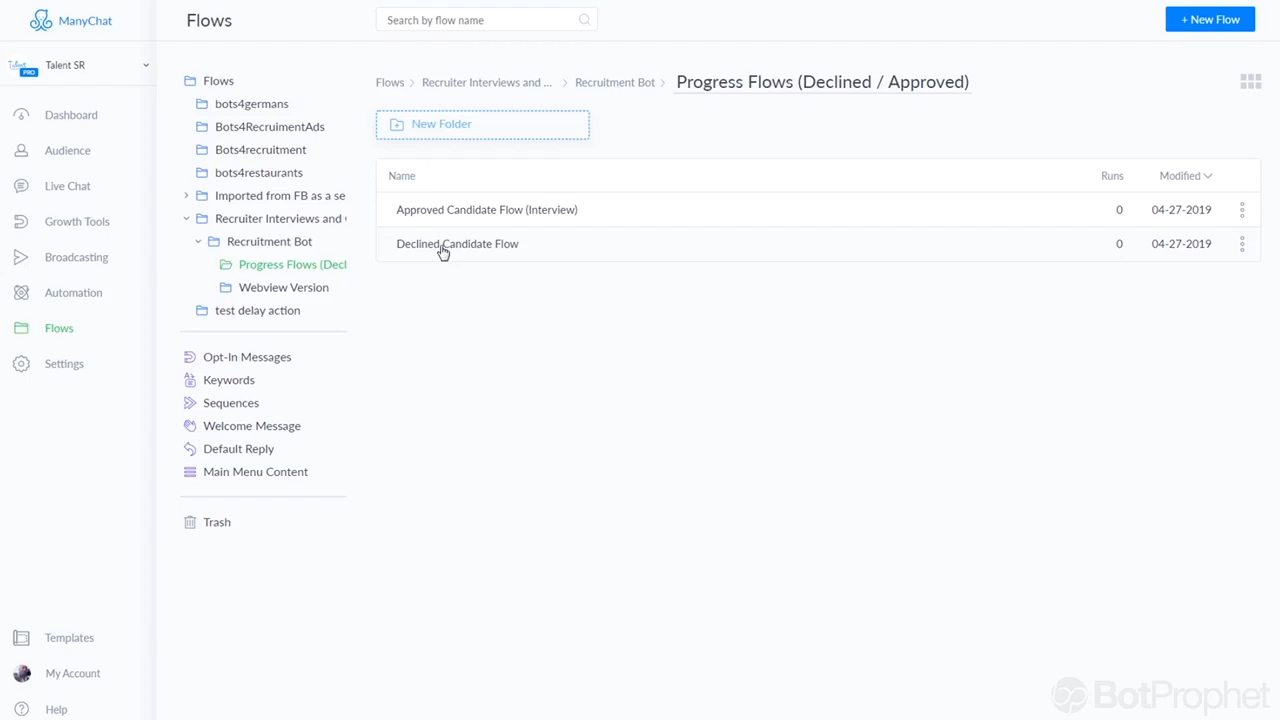 ManyChat
Talent SR
PRO
Dashboard
Audience
Live Chat
Growth Tools
Broadcasting
Automation
Flows
Settings
Templates
My Account
Help
Flows
Search by flow name
+ New Flow
Flows
bots4germans
Bots4RecruimentAds
Bots4recruitment
bots4restaurants
Imported from FB as a se
Recruiter Interviews and
Recruitment Bot
Progress Flows (Decl
Webview Version
test delay action
Opt-In Messages
Keywords
Sequences
Welcome Message
Default Reply
Main Menu Content
Trash
Flows > Recruiter Interviews and ... > Recruitment Bot > Progress Flows (Declined / Approved)
New Folder
Name Runs Modified
Approved Candidate Flow (Interview) 0 04-27-2019
Declined Candidate Flow 0 04-27-2019
BotProphet